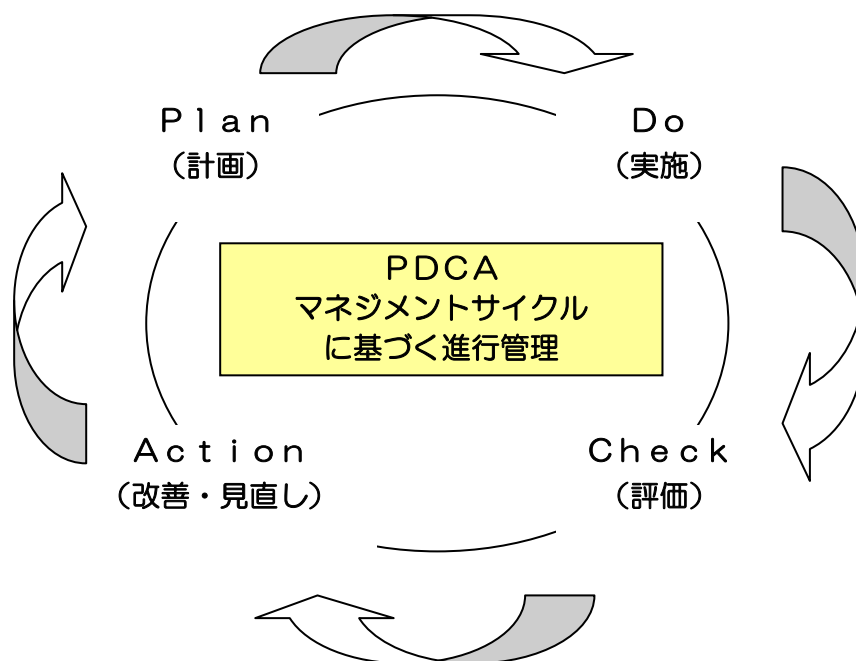 Ｐｌａｎ
（計画）
Ｄｏ
（実施）
ＰＤＣＡ
マネジメントサイクル
に基づく進行管理
Ａｃｔｉｏｎ
（改善・見直し）
Ｃｈｅｃｋ
（評価）